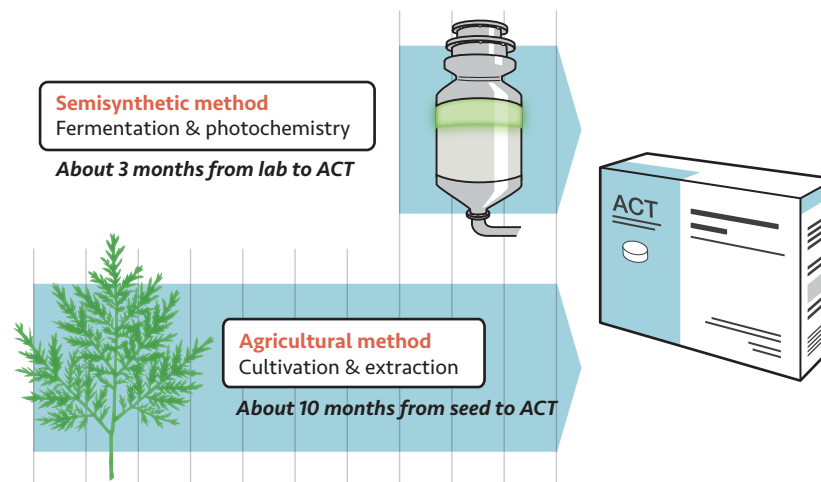 Semisynthetic method
Fermentation & photochemistry
About 3 months from lab to ACT
ACT
Agricultural method
Cultivation & extraction
About 10 months from seed to ACT